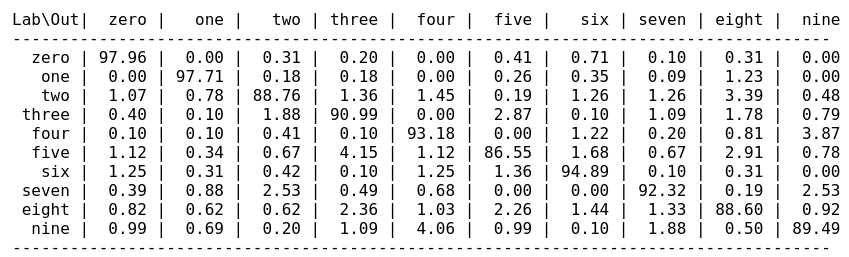 Lab\Out|  zero |   one |   two | three |  four |  five |   six | seven | eight |  nine
-------------------------------------------------------------------------------------
  zero | 97.96 |  0.00 |  0.31 |  0.20 |  0.00 |  0.41 |  0.71 |  0.10 |  0.31 |  0.00
   one |  0.00 | 97.71 |  0.18 |  0.18 |  0.00 |  0.26 |  0.35 |  0.09 |  1.23 |  0.00
   two |  1.07 |  0.78 | 88.76 |  1.36 |  1.45 |  0.19 |  1.26 |  1.26 |  3.39 |  0.48
 three |  0.40 |  0.10 |  1.88 | 90.99 |  0.00 |  2.87 |  0.10 |  1.09 |  1.78 |  0.79
  four |  0.10 |  0.10 |  0.41 |  0.10 | 93.18 |  0.00 |  1.22 |  0.20 |  0.81 |  3.87
  five |  1.12 |  0.34 |  0.67 |  4.15 |  1.12 | 86.55 |  1.68 |  0.67 |  2.91 |  0.78
   six |  1.25 |  0.31 |  0.42 |  0.10 |  1.25 |  1.36 | 94.89 |  0.10 |  0.31 |  0.00
 seven |  0.39 |  0.88 |  2.53 |  0.49 |  0.68 |  0.00 |  0.00 | 92.32 |  0.19 |  2.53
 eight |  0.82 |  0.62 |  0.62 |  2.36 |  1.03 |  2.26 |  1.44 |  1.33 | 88.60 |  0.92
  nine |  0.99 |  0.69 |  0.20 |  1.09 |  4.06 |  0.99 |  0.10 |  1.88 |  0.50 | 89.49
-------------------------------------------------------------------------------------